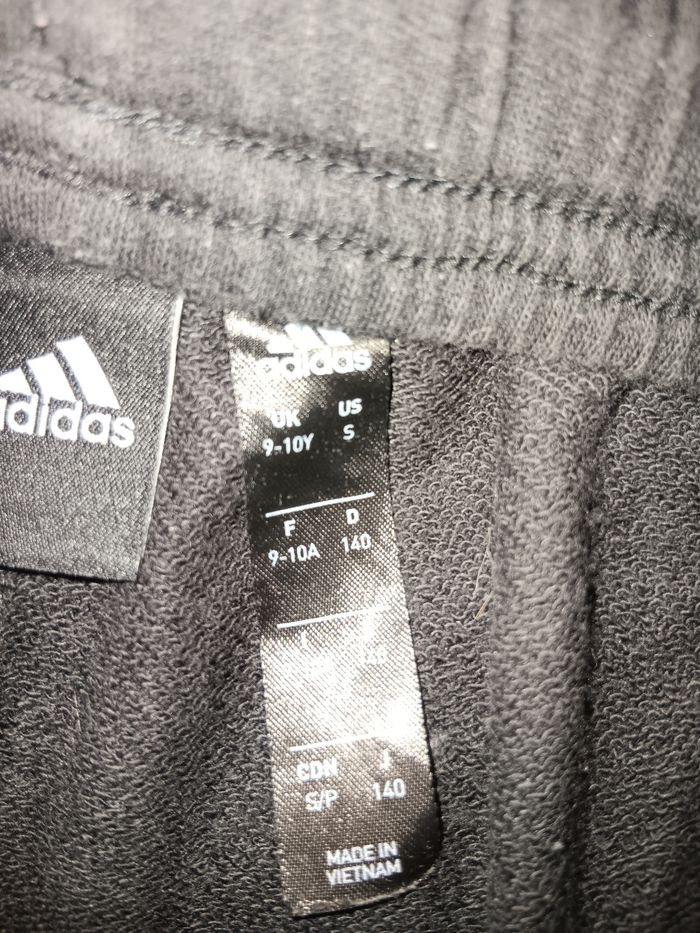 adidas
adidas
UK US
9-10Y S
F D
9-10A 140
CDN J
S/P 140
MADE IN
VIETNAM